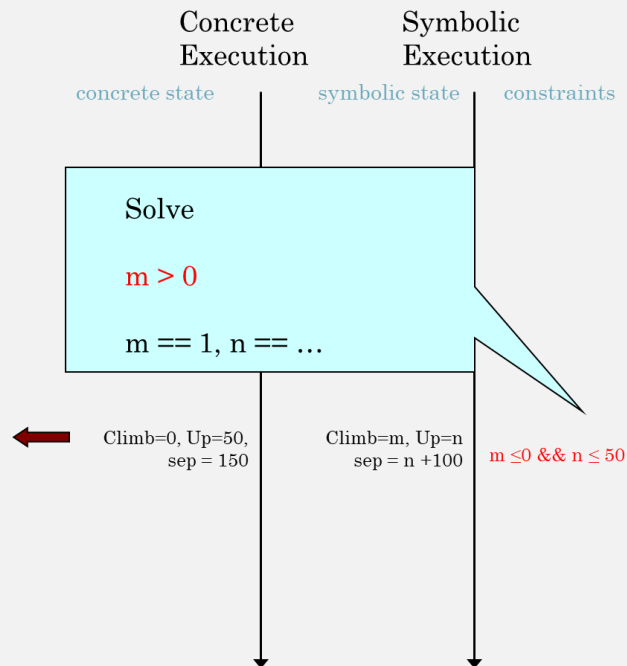 Concrete
Execution
Symbolic
Execution
concrete state
symbolic state
constraints
Solve
m > 0
m == 1, n == …
Climb=0, Up=50,
sep = 150
Climb=m, Up=n
sep = n +100
m ≤0 && n ≤ 50